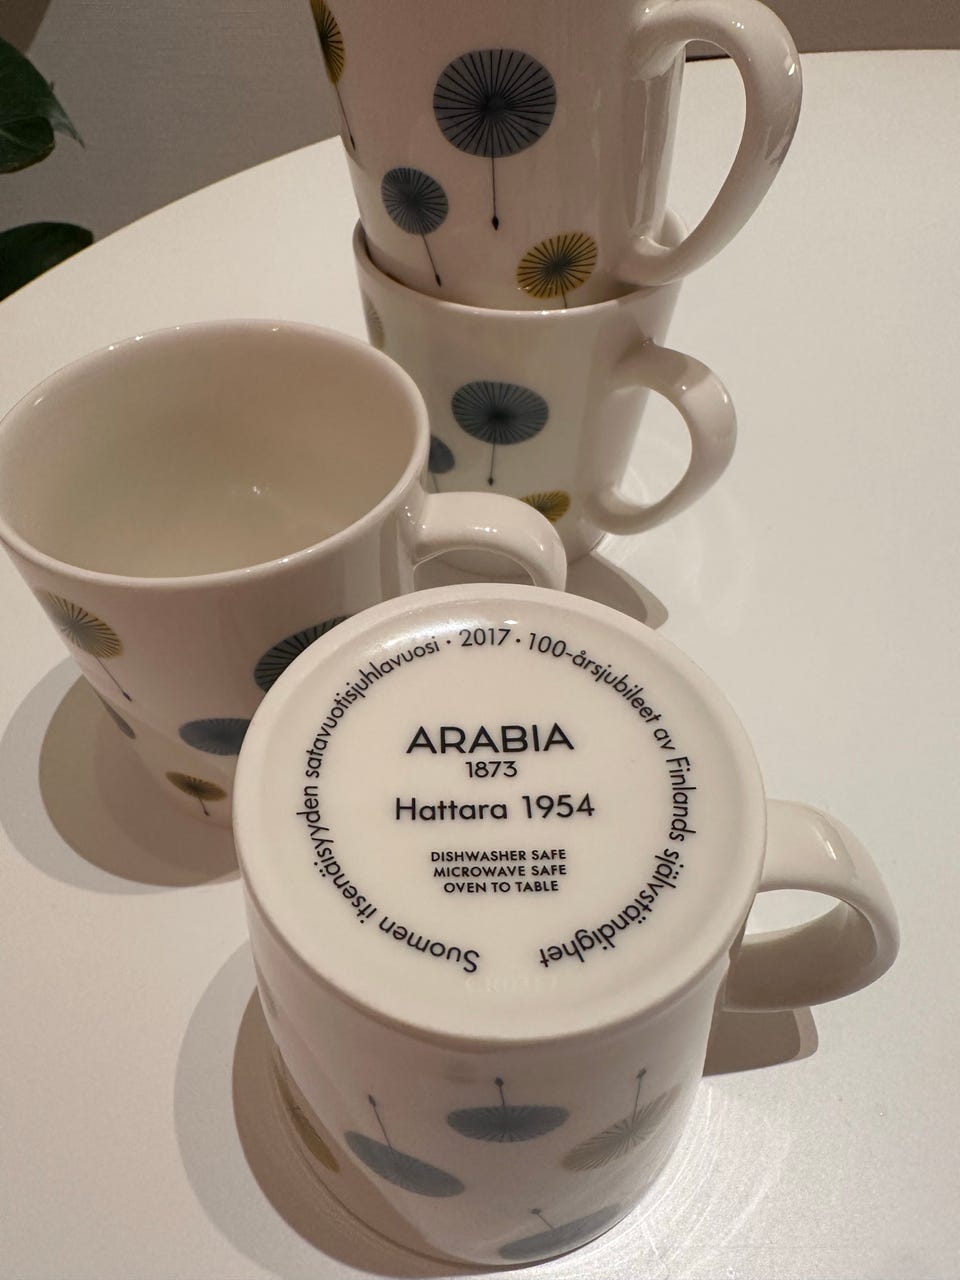 Suomen itsenäisyyden satavuotisjuhlavuosi · 2017 · 100-årsjubileet av Finlands självständighet
ARABIA
1873
Hattara 1954
DISHWASHER SAFE
MICROWAVE SAFE
OVEN TO TABLE